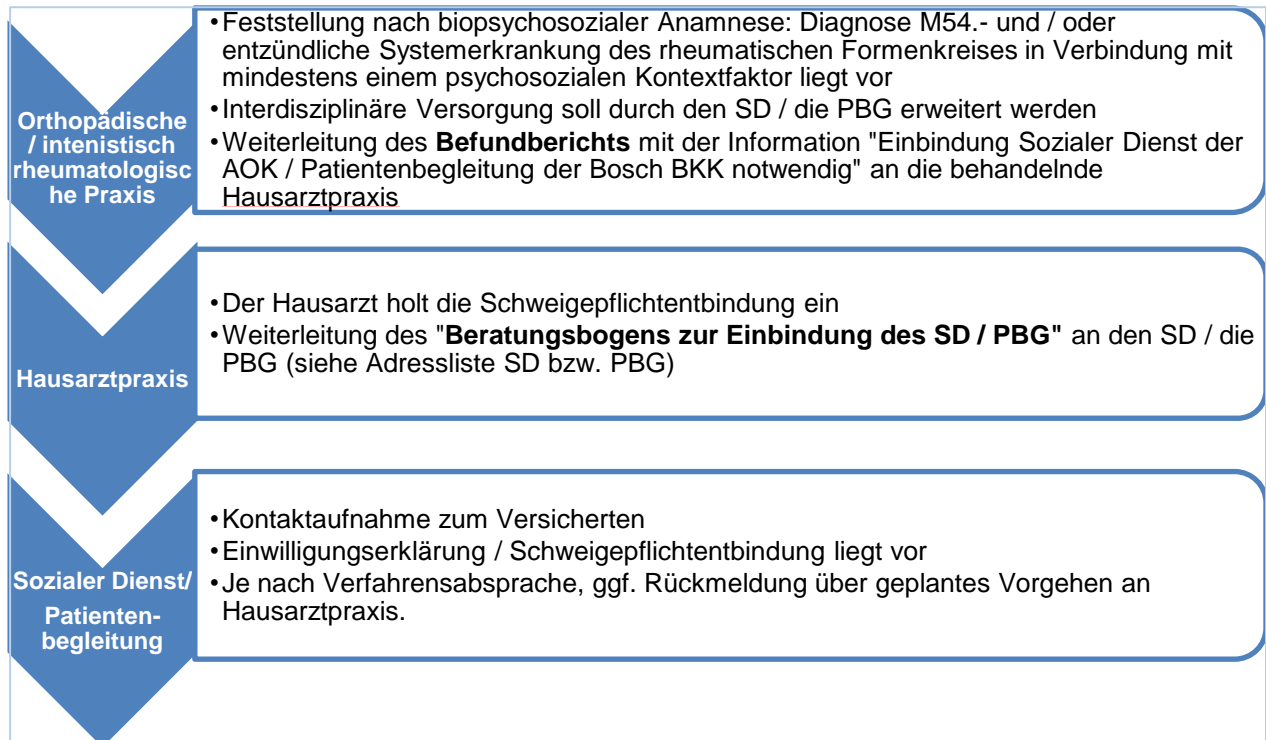 Orthopädische
/ intenistisch
rheumatologisc
he Praxis
•Feststellung nach biopsychosozialer Anamnese: Diagnose M54.- und / oder
entzündliche Systemerkrankung des rheumatischen Formenkreises in Verbindung mit
mindestens einem psychosozialen Kontextfaktor liegt vor
•Interdisziplinäre Versorgung soll durch den SD / die PBG erweitert werden
•Weiterleitung des Befundberichts mit der Information "Einbindung Sozialer Dienst der
AOK / Patientenbegleitung der Bosch BKK notwendig" an die behandelnde
Hausarztpraxis
Hausarztpraxis
•Der Hausarzt holt die Schweigepflichtentbindung ein
•Weiterleitung des "Beratungsbogens zur Einbindung des SD / PBG" an den SD / die
PBG (siehe Adressliste SD bzw. PBG)
Sozialer Dienst/
Patienten-
begleitung
•Kontaktaufnahme zum Versicherten
•Einwilligungserklärung / Schweigepflichtentbindung liegt vor
•Je nach Verfahrensabsprache, ggf. Rückmeldung über geplantes Vorgehen an
Hausarztpraxis.